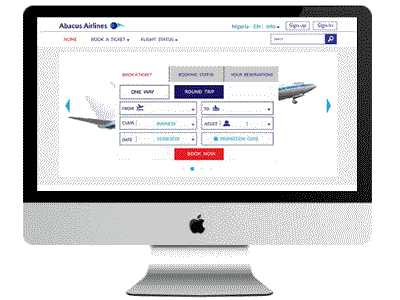 Abacus Airlines
Nigeria - EN | Info Sign up Sign in
HOME BOOK A TICKET FLIGHT STATUS Search
BOOK A TICKET BOOKING STATUS YOUR RESERVATIONS
ONE WAY ROUND TRIP
FROM TO
CLASS BUSINESS ADULT 1
DATE PROMOTION CODE
BOOK NOW